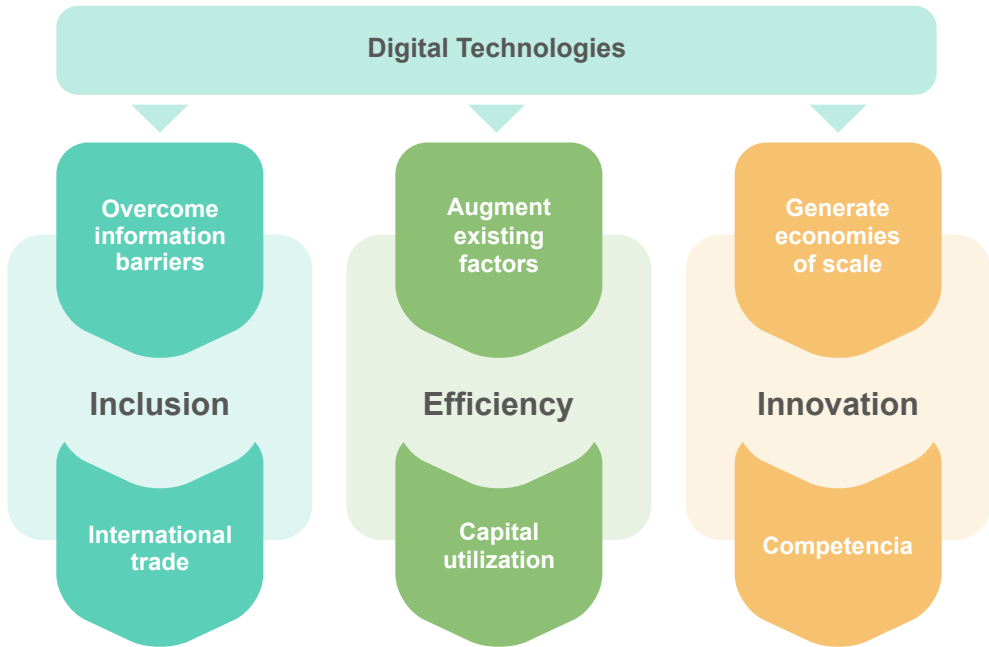 Digital Technologies
Overcome
information
barriers
Inclusion
International
trade
Augment
existing
factors
Efficiency
Capital
utilization
Generate
economies
of scale
Innovation
Competencia